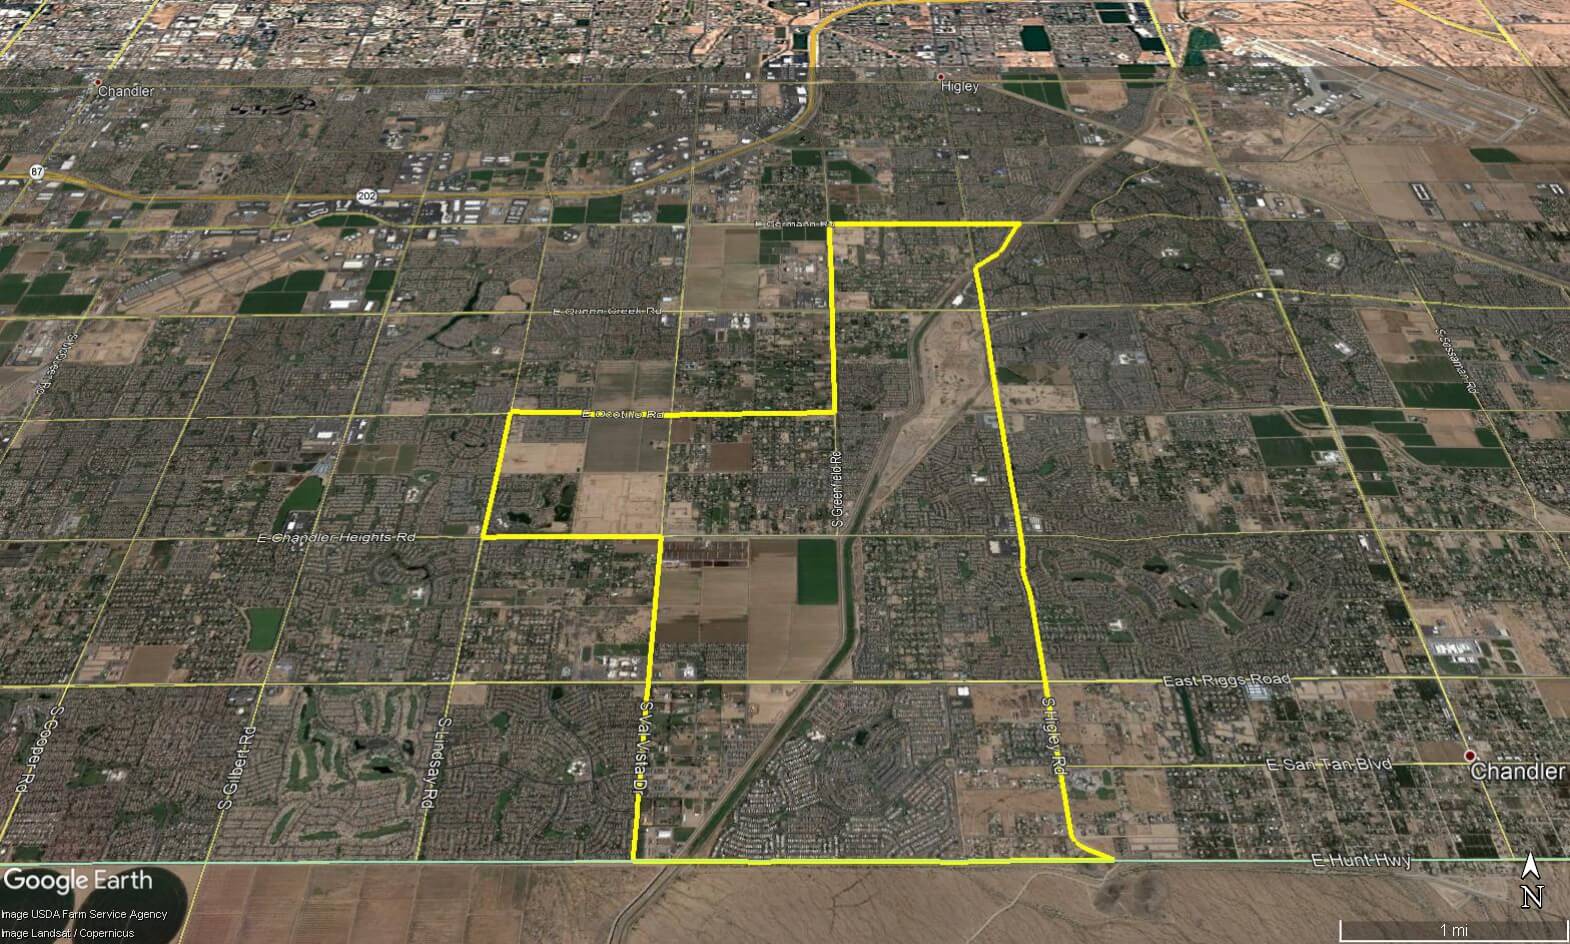 Chandler
Higley
87
202
E Germann Rd
E Queen Creek Rd
S Sossaman Rd
E Ocotillo Rd
S Greenfield Rd
E Chandler Heights Rd
East Riggs Road
S Cooper Rd
S Gilbert Rd
S Lindsay Rd
S Val Vista Dr
S Higley Rd
E San Tan Blvd
Chandler
E Hunt Hwy
Google Earth
N
Image USDA Farm Service Agency
Image Landsat / Copernicus
1 mi